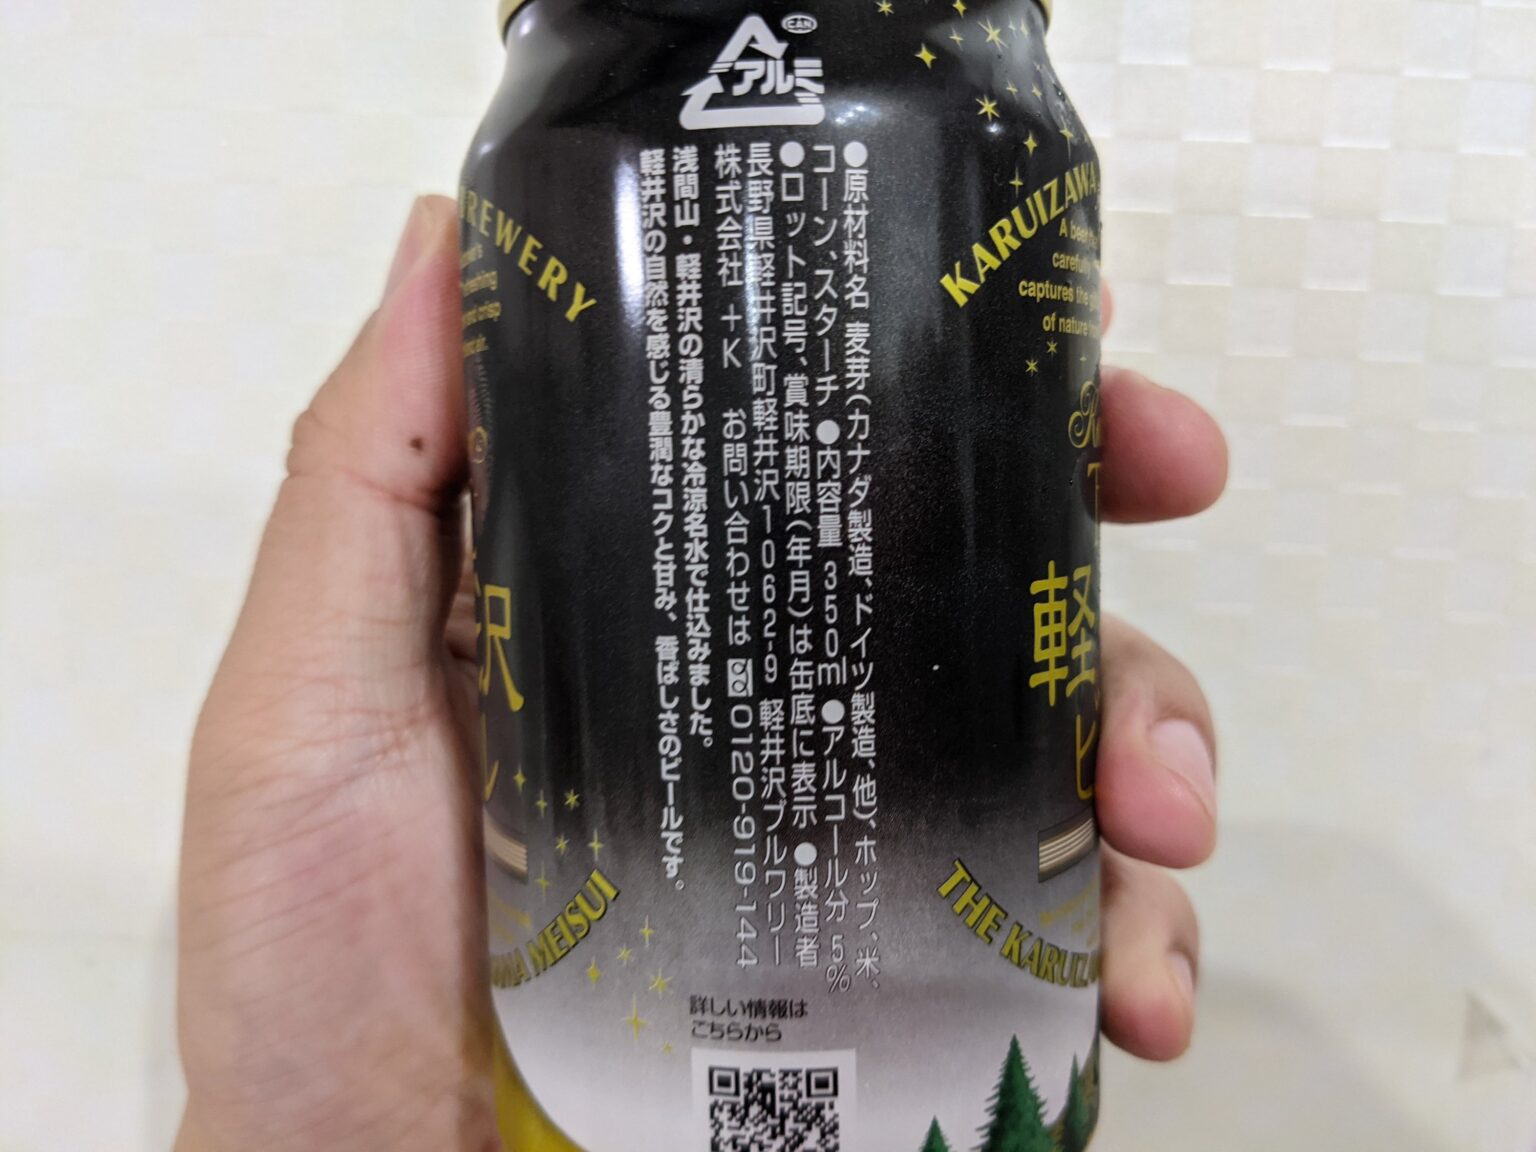 CAN
アルミ
●原材料名 麦芽(カナダ製造、ドイツ製造、他)、ホップ、米、
コーン、スターチ ●内容量 350ml ●アルコール分 5%
●ロット記号、賞味期限(年月)は缶底に表示 ●製造者
長野県軽井沢町軽井沢1062-9 軽井沢ブルワリー
株式会社 +K お問い合わせは 0120-919-144
浅間山・軽井沢の清らかな冷涼名水で仕込みました。
軽井沢の自然を感じる豊潤なコクと甘み、香ばしさのビールです。
詳しい情報は
こちらから
BREWERY
crisp
air.
沢
ル
MEISUI
KARUIZAWA
A
carefully
captures the
of nature
軽
ビ
THE